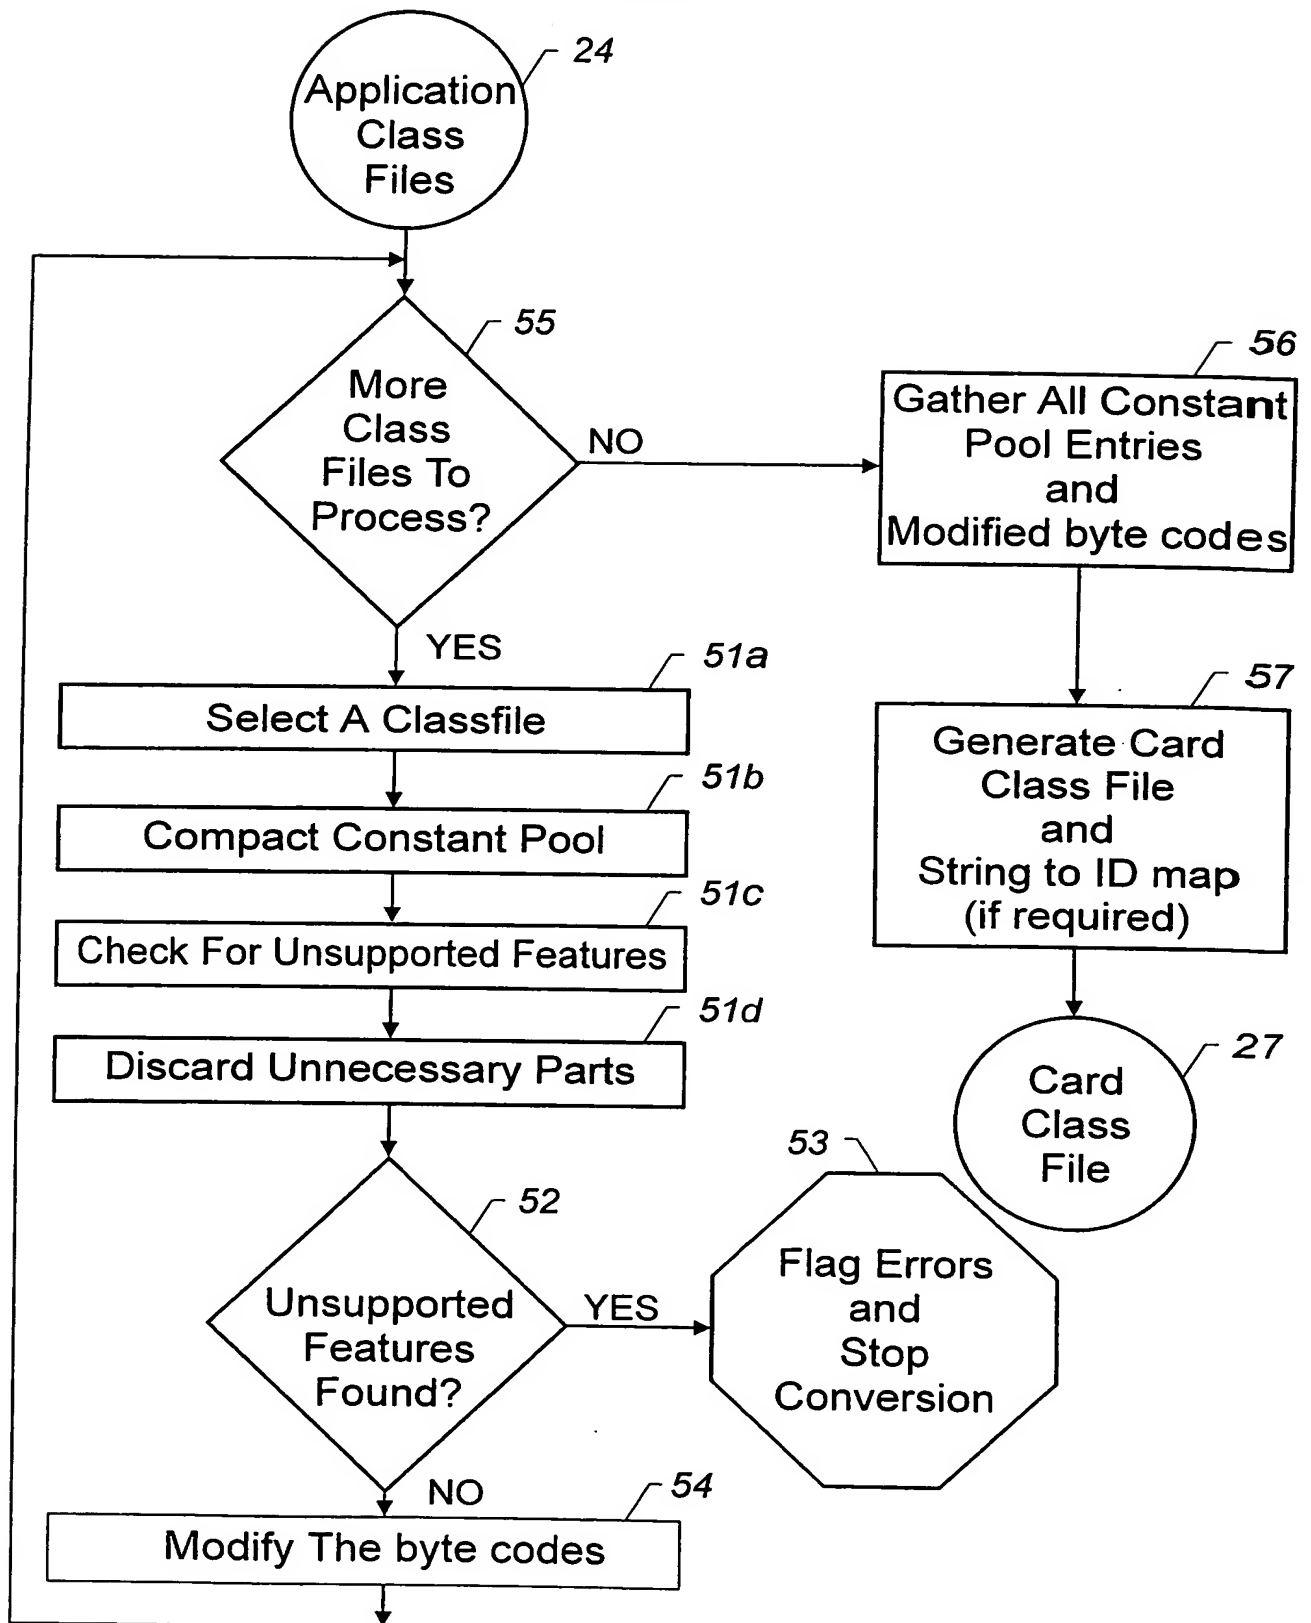 24
Application
Class
Files
55
More
Class
Files To
Process?
NO
YES
56
Gather All Constant
Pool Entries
and
Modified byte codes
51a
Select A Classfile
57
Generate Card
Class File
and
String to ID map
(if required)
51b
Compact Constant Pool
51c
Check For Unsupported Features
51d
Discard Unnecessary Parts
27
Card
Class
File
52
Unsupported
Features
Found?
YES
NO
53
Flag Errors
and
Stop
Conversion
54
Modify The byte codes